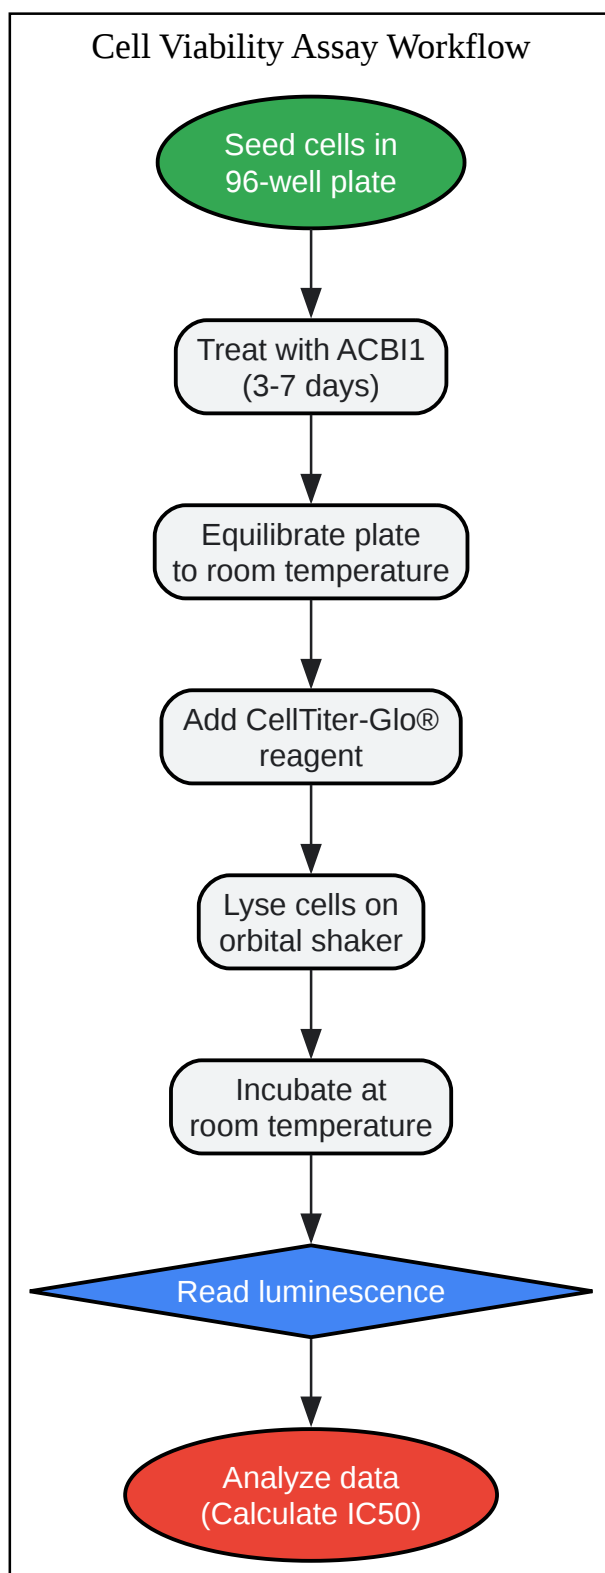 Cell Viability Assay Workflow
Seed cells in
96-well plate
Treat with ACBI1
(3-7 days)
Equilibrate plate
to room temperature
Add CellTiter-Glo®
reagent
Lyse cells on
orbital shaker
Incubate at
room temperature
Read luminescence
Analyze data
(Calculate IC50)